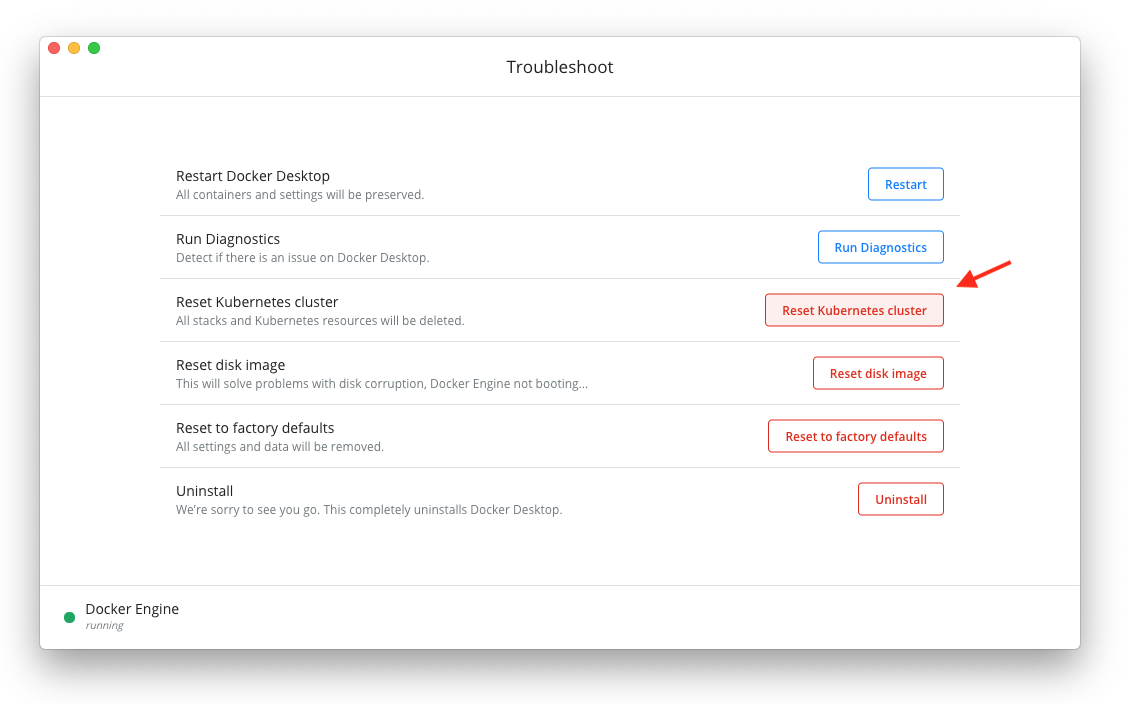 Troubleshoot
Restart Docker Desktop
All containers and settings will be preserved.
Restart
Run Diagnostics
Detect if there is an issue on Docker Desktop.
Run Diagnostics
Reset Kubernetes cluster
All stacks and Kubernetes resources will be deleted.
Reset Kubernetes cluster
Reset disk image
This will solve problems with disk corruption, Docker Engine not booting...
Reset disk image
Reset to factory defaults
All settings and data will be removed.
Reset to factory defaults
Uninstall
We’re sorry to see you go. This completely uninstalls Docker Desktop.
Uninstall
Docker Engine
running